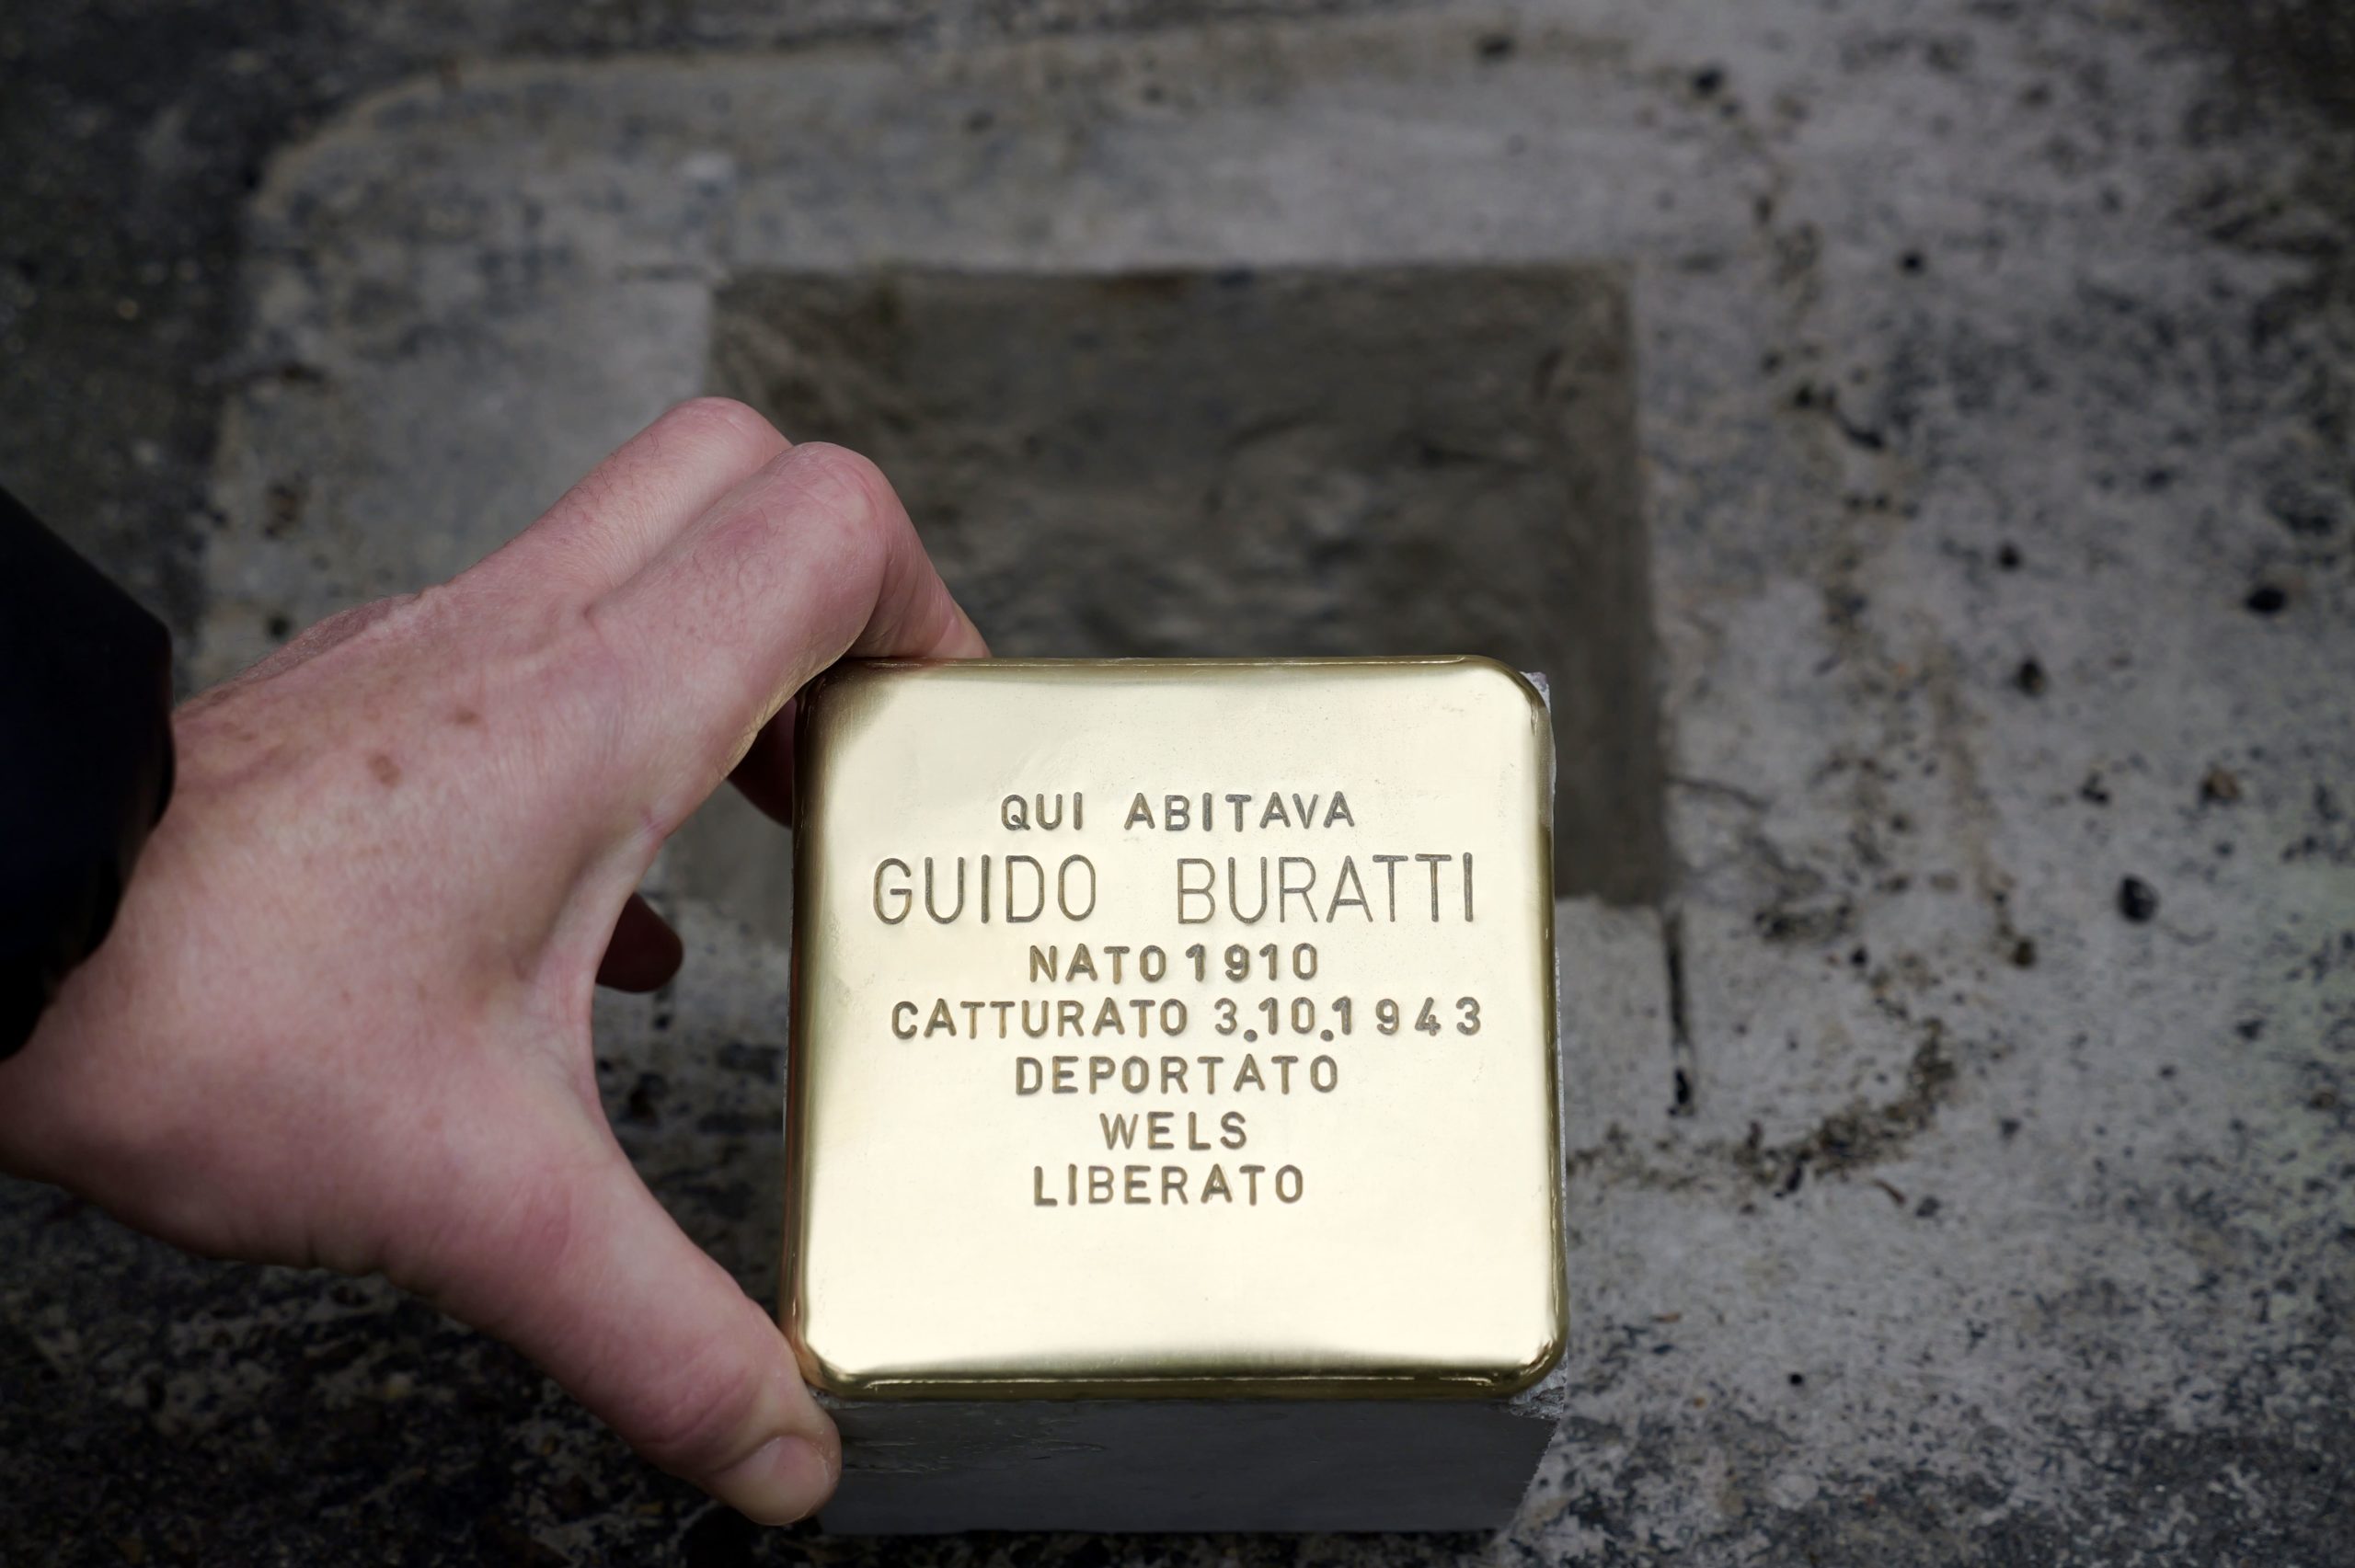 QUI ABITAVA
GUIDO BURATTI
NATO 1910
CATTURATO 3.10.1943
DEPORTATO
WELS
LIBERATO